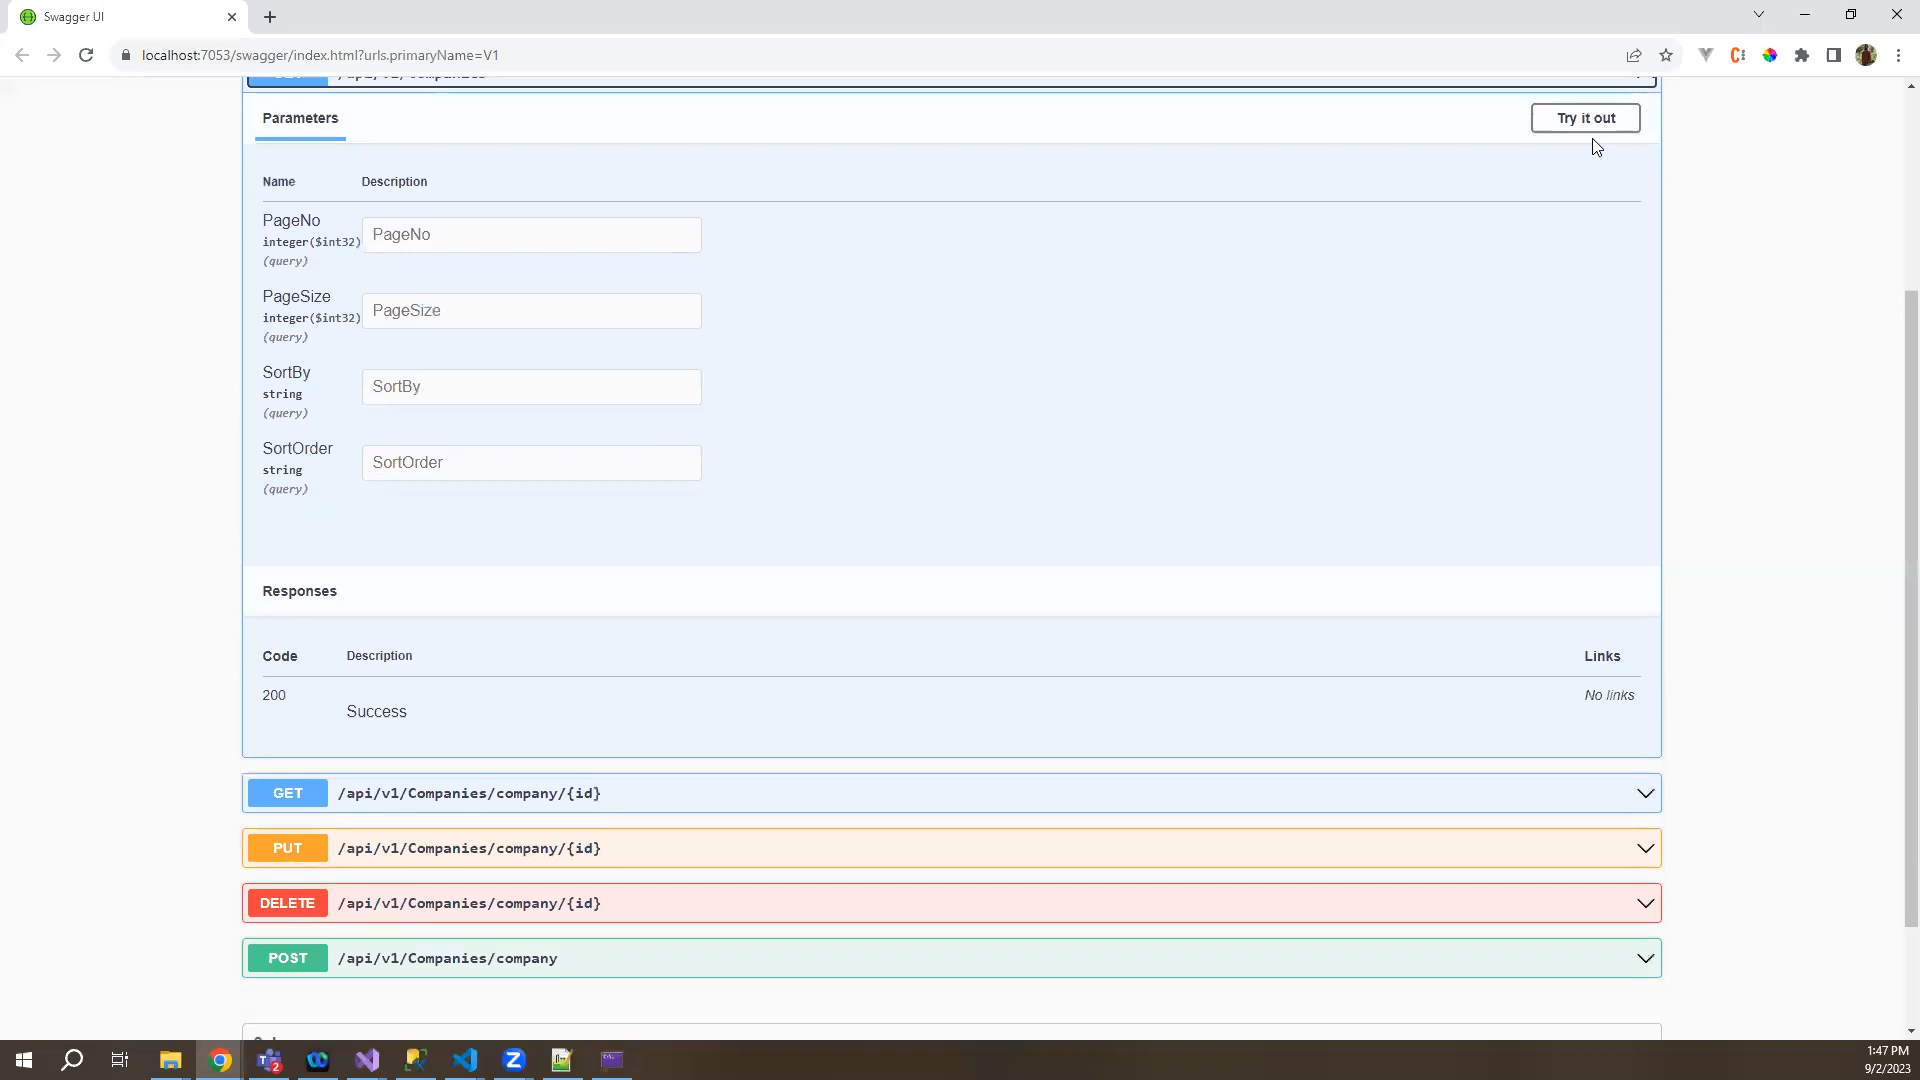 Swagger UI
localhost:7053/swagger/index.html?urls.primaryName=V1
Parameters
Try it out
Name Description
PageNo
integer($int32)
(query)
PageNo
PageSize
integer($int32)
(query)
PageSize
SortBy
string
(query)
SortBy
SortOrder
string
(query)
SortOrder
Responses
Code Description Links
200
Success
No links
GET /api/v1/Companies/company/{id}
PUT /api/v1/Companies/company/{id}
DELETE /api/v1/Companies/company/{id}
POST /api/v1/Companies/company
1:47 PM
9/2/2023